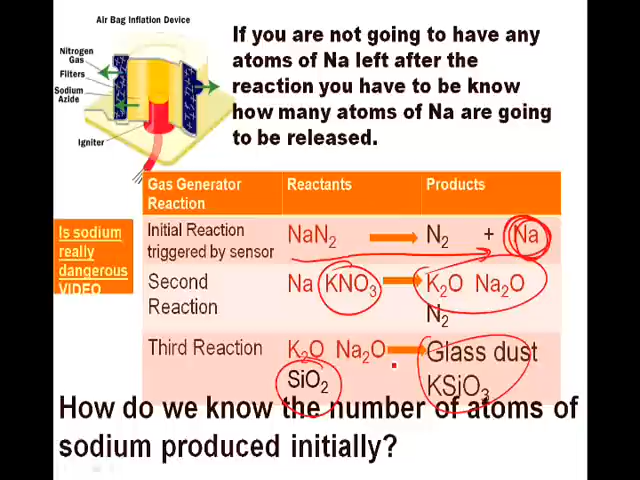 Air Bag Inflation Device
Nitrogen
Gas
Filters
Sodium
Azide
Igniter
If you are not going to have any
atoms of Na left after the
reaction you have to be know
how many atoms of Na are going
to be released.
Gas Generator Reactants Products
Reaction
Initial Reaction NaN2 N2 + Na
triggered by sensor
Second Na KNO3 K2O Na2O
Reaction N2
Third Reaction K2O Na2O Glass dust
SiO2 KSiO3
Is sodium
really
dangerous
VIDEO
How do we know the number of atoms of
sodium produced initially?